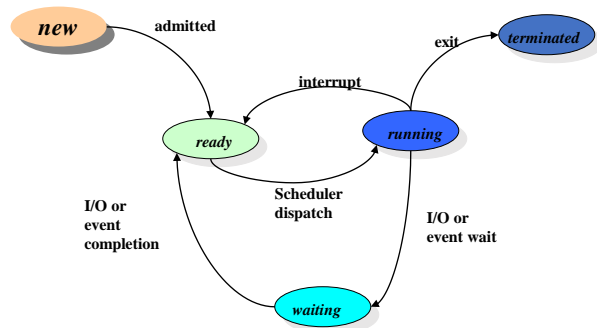 new
admitted
exit
terminated
interrupt
ready
running
Scheduler
dispatch
I/O or
event
completion
I/O or
event wait
waiting